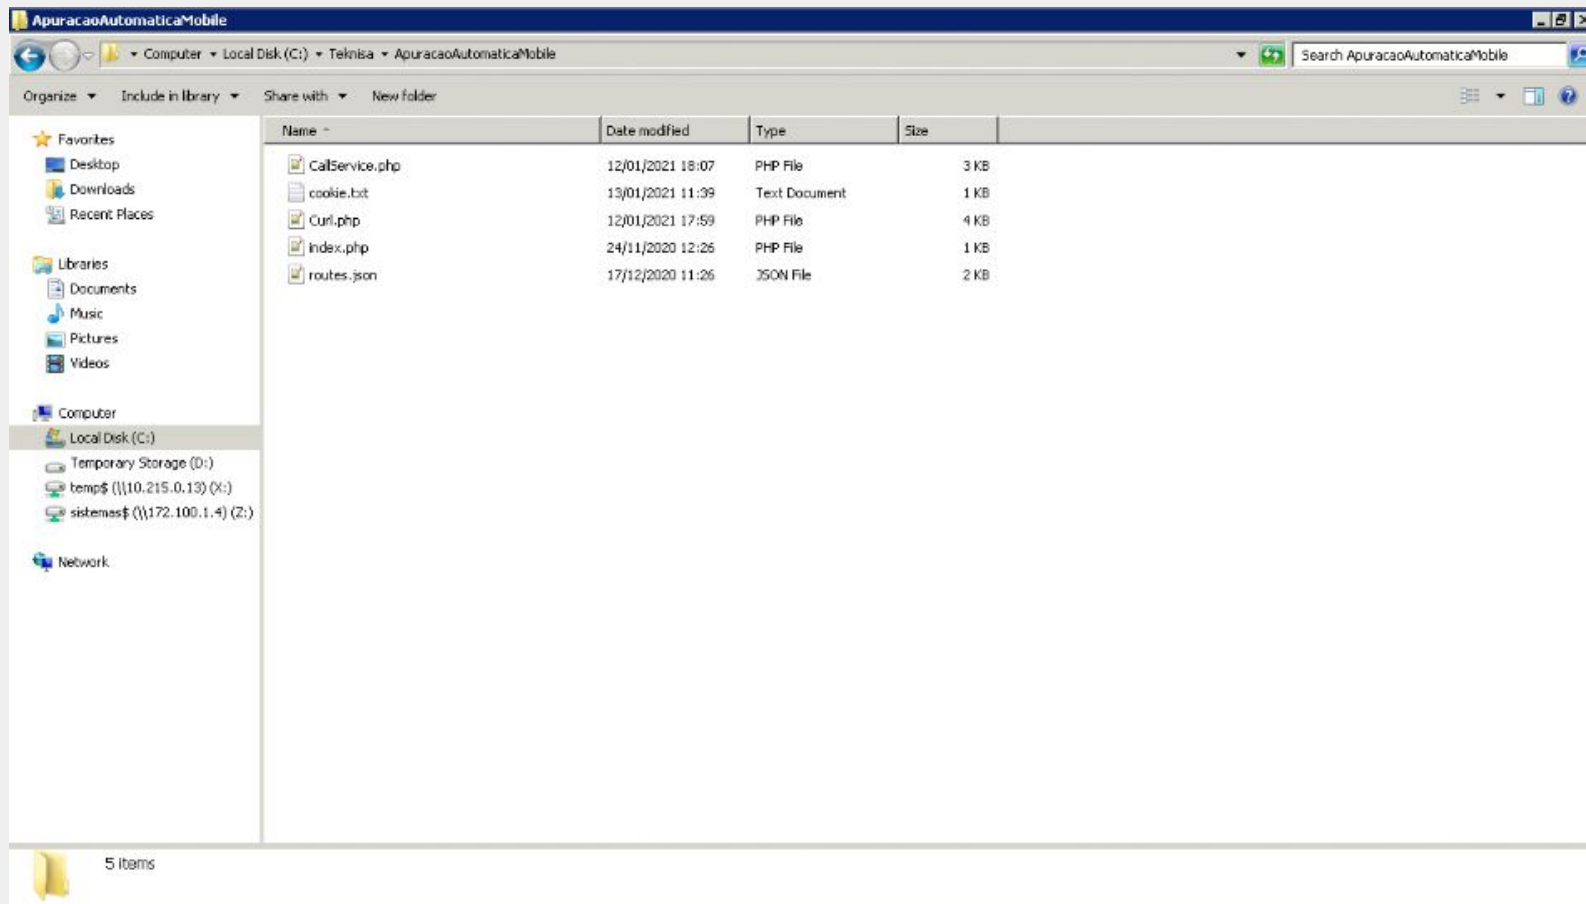 ApuracaoAutomaticaMobile
Computer Local Disk (C:) Teknisa ApuracaoAutomaticaMobile Search ApuracaoAutomaticaMobile
Organize Include in library Share with New folder
Name Date modified Type Size
Favorites
Desktop
Downloads
Recent Places
Libraries
Documents
Music
Pictures
Videos
Computer
Local Disk (C:)
Temporary Storage (D:)
temp$ (\\10.215.0.13) (X:)
sistemas$ (\\172.100.1.4) (Z:)
Network
CallService.php 12/01/2021 18:07 PHP File 3 KB
cookie.txt 13/01/2021 11:39 Text Document 1 KB
Curl.php 12/01/2021 17:59 PHP File 4 KB
index.php 24/11/2020 12:26 PHP File 1 KB
routes.json 17/12/2020 11:26 JSON File 2 KB
5 items